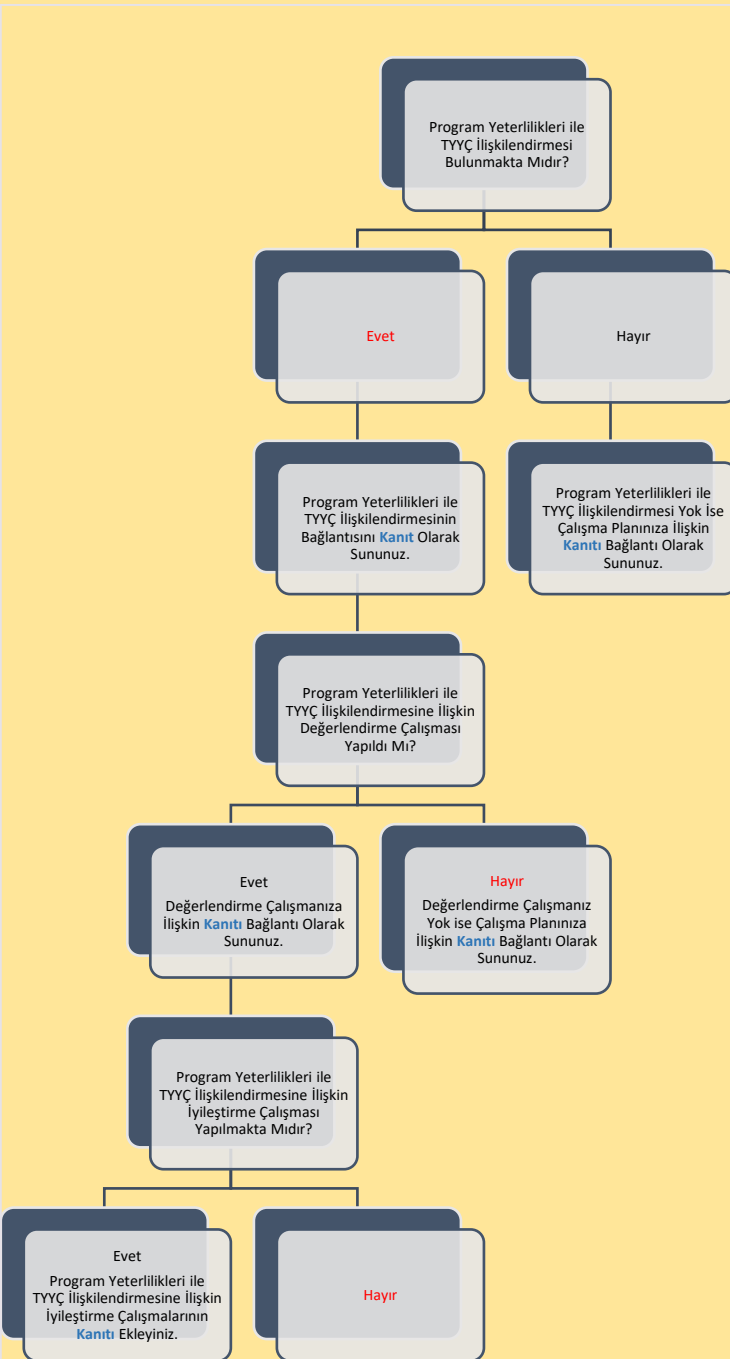 Program Yeterlilikleri ile
TYYÇ İlişkilendirmesi
Bulunmakta Mıdır?
Evet
Hayır
Program Yeterlilikleri ile
TYYÇ İlişkilendirmesinin
Bağlantısını Kanıt Olarak
Sununuz.
Program Yeterlilikleri ile
TYYÇ İlişkilendirmesi Yok İse
Çalışma Planınıza İlişkin
Kanıtı Bağlantı Olarak
Sununuz.
Program Yeterlilikleri ile
TYYÇ İlişkilendirmesine İlişkin
Değerlendirme Çalışması
Yapıldı Mı?
Evet
Değerlendirme Çalışmanıza
İlişkin Kanıtı Bağlantı Olarak
Sununuz.
Hayır
Değerlendirme Çalışmanız
Yok ise Çalışma Planınıza
İlişkin Kanıtı Bağlantı Olarak
Sununuz.
Program Yeterlilikleri ile
TYYÇ İlişkilendirmesine İlişkin
İyileştirme Çalışması
Yapılmakta Mıdır?
Evet
Program Yeterlilikleri ile
TYYÇ İlişkilendirmesine İlişkin
İyileştirme Çalışmalarının
Kanıtı Ekleyiniz.
Hayır